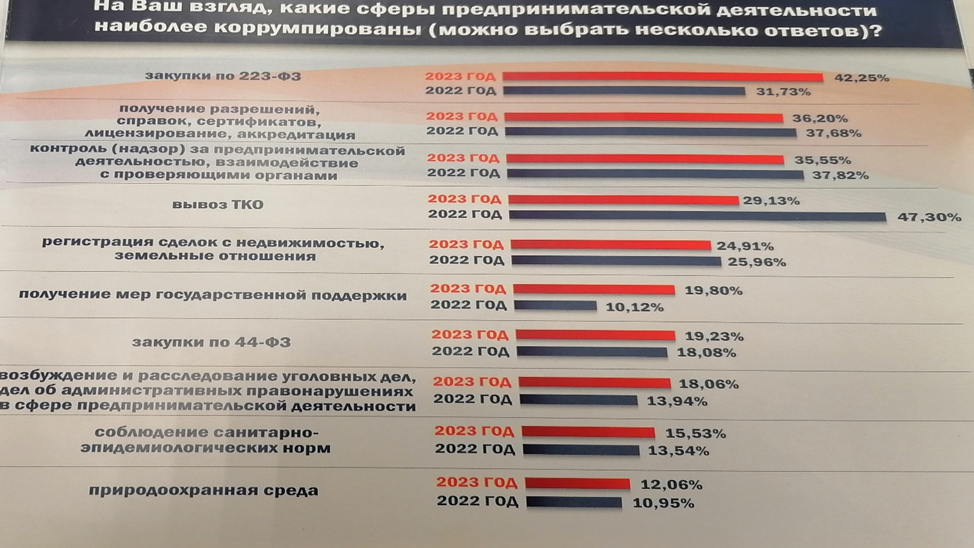 На Ваш взгляд, какие сферы предпринимательской деятельности
наиболее коррумпированы (можно выбрать несколько ответов)?
закупки по 223-ФЗ
2023 ГОД 42,25%
2022 ГОД 31,73%
получение разрешений,
справок, сертификатов,
лицензирование, аккредитация
2023 ГОД 36,20%
2022 ГОД 37,68%
контроль (надзор) за предпринимательской
деятельностью, взаимодействие
с проверяющими органами
2023 ГОД 35,55%
2022 ГОД 37,82%
вывоз ТКО
2023 ГОД 29,13%
2022 ГОД 47,30%
регистрация сделок с недвижимостью,
земельные отношения
2023 ГОД 24,91%
2022 ГОД 25,96%
получение мер государственной поддержки
2023 ГОД 19,80%
2022 ГОД 10,12%
закупки по 44-ФЗ
2023 ГОД 19,23%
2022 ГОД 18,08%
возбуждение и расследование уголовных дел,
дел об административных правонарушениях
в сфере предпринимательской деятельности
2023 ГОД 18,06%
2022 ГОД 13,94%
соблюдение санитарно-
эпидемиологических норм
2023 ГОД 15,53%
2022 ГОД 13,54%
природоохранная среда
2023 ГОД 12,06%
2022 ГОД 10,95%